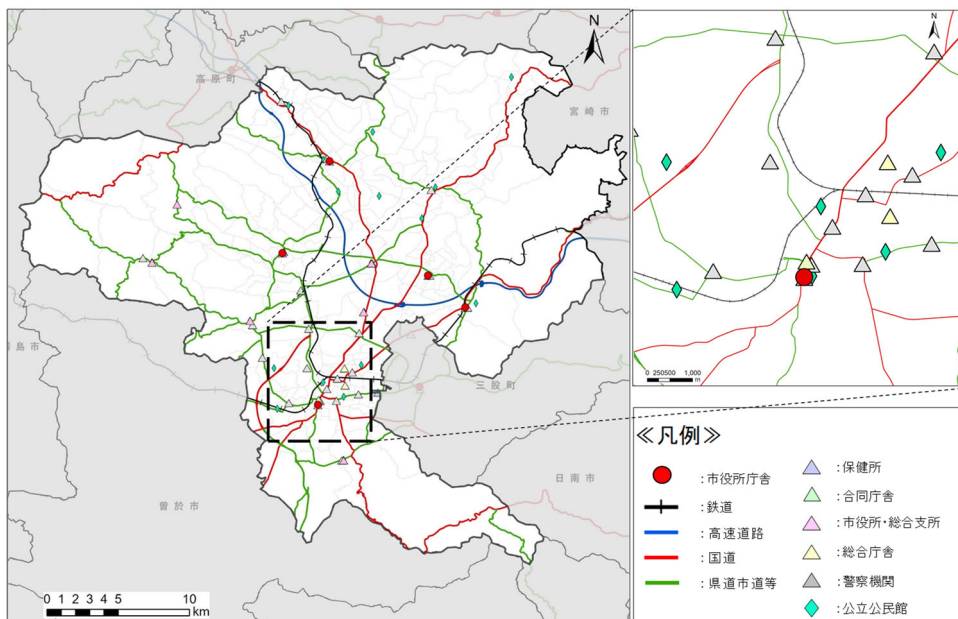 N
高原町
宮崎市
三股町
日南市
曽於市
島市
0 1 2 3 4 5 10
km
N
0 250500 1,000
m
≪凡例≫
:市役所庁舎
:鉄道
:高速道路
:国道
:県道市道等
:保健所
:合同庁舎
:市役所・総合支所
:総合庁舎
:警察機関
:公立公民館